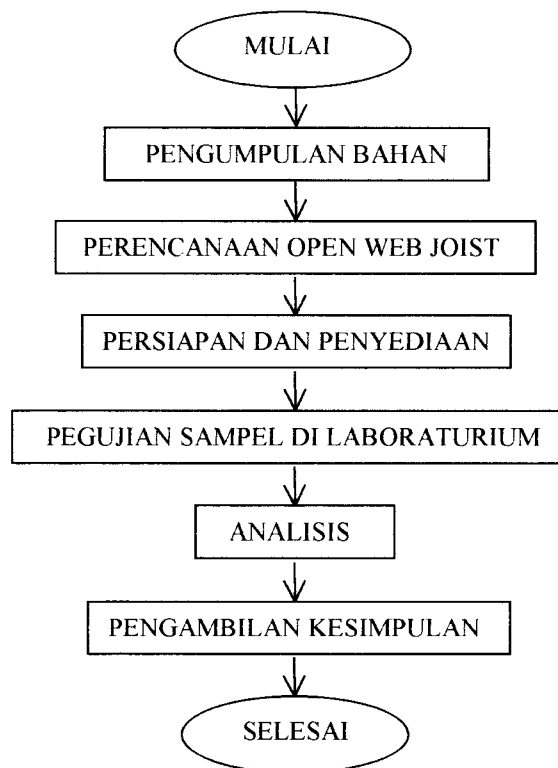 MULAI
PENGUMPULAN BAHAN
PERENCANAAN OPEN WEB JOIST
PERSIAPAN DAN PENYEDIAAN
PEGUJIAN SAMPEL DI LABORATURIUM
ANALISIS
PENGAMBILAN KESIMPULAN
SELESAI